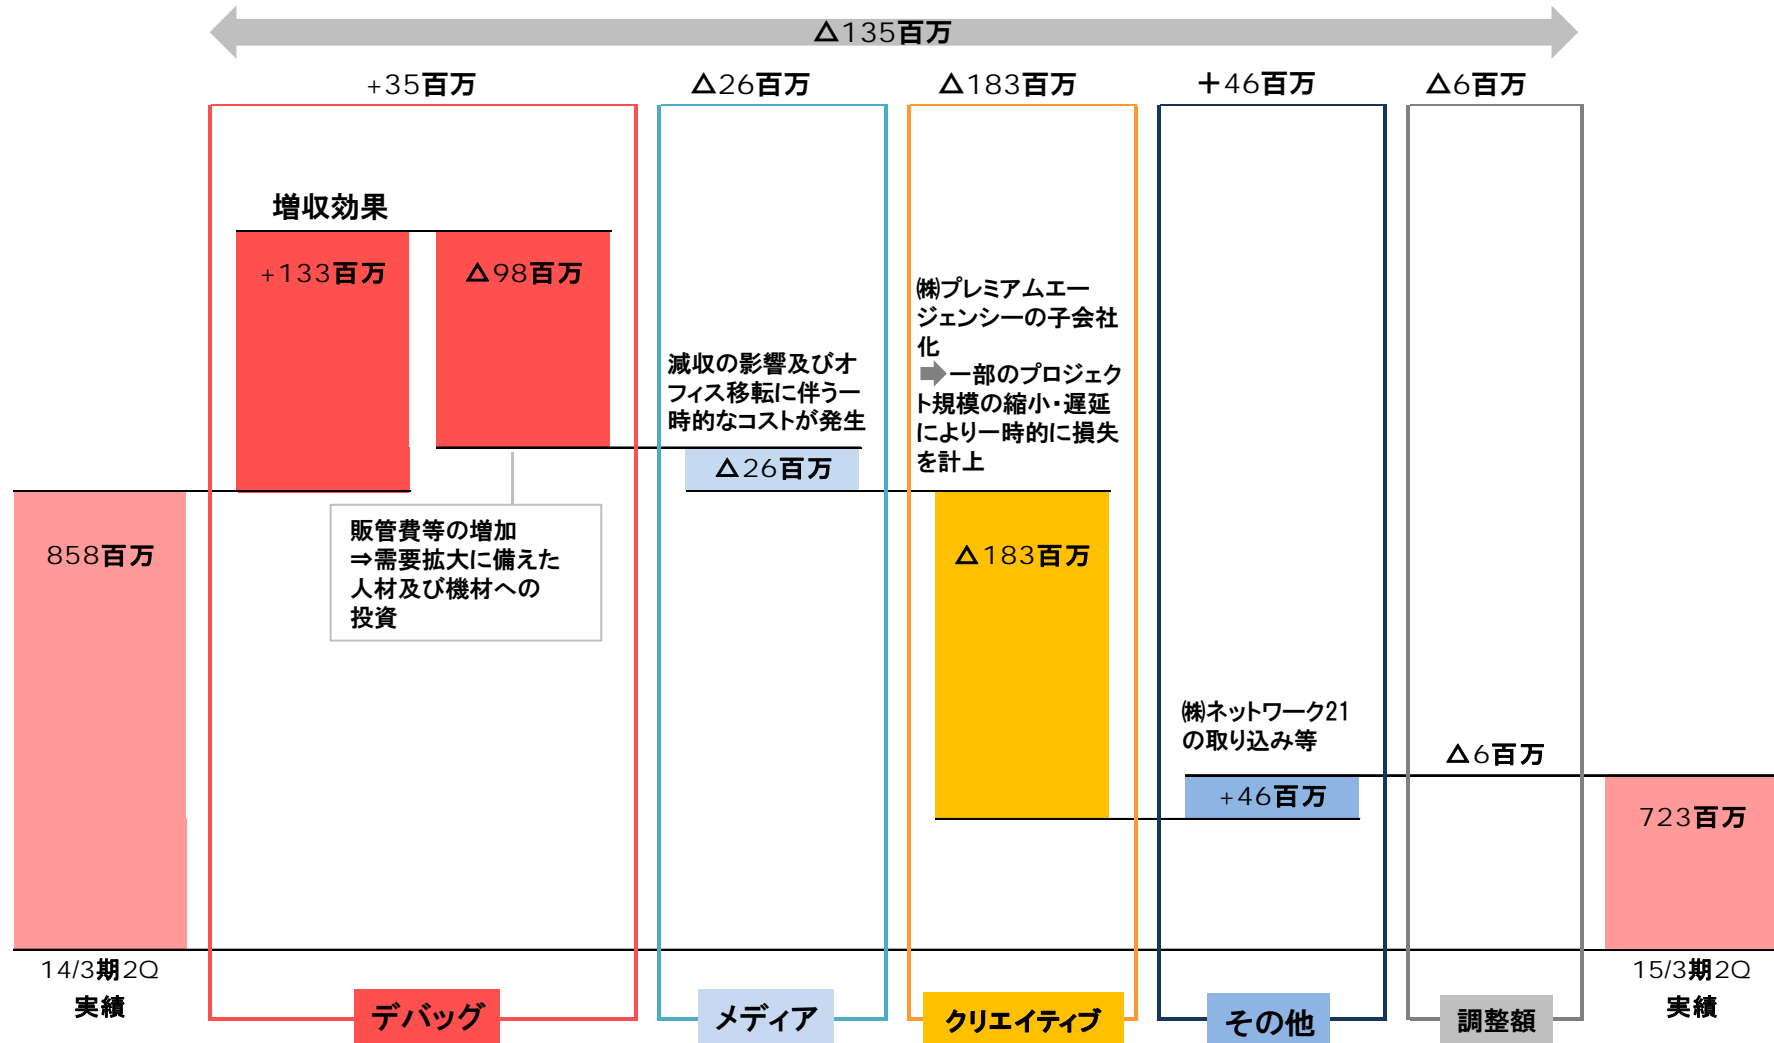 △135百万
+35百万
△26百万
△183百万
＋46百万
△6百万
増収効果
+133百万
△98百万
販管費等の増加
⇒需要拡大に備えた
人材及び機材への
投資
減収の影響及びオ
フィス移転に伴う一
時的なコストが発生
△26百万
㈱プレミアムエー
ジェンシーの子会社
化
➡一部のプロジェク
ト規模の縮小・遅延
により一時的に損失
を計上
△183百万
㈱ネットワーク21
の取り込み等
+46百万
△6百万
858百万
723百万
14/3期2Q
実績
デバッグ
メディア
クリエイティブ
その他
調整額
15/3期2Q
実績